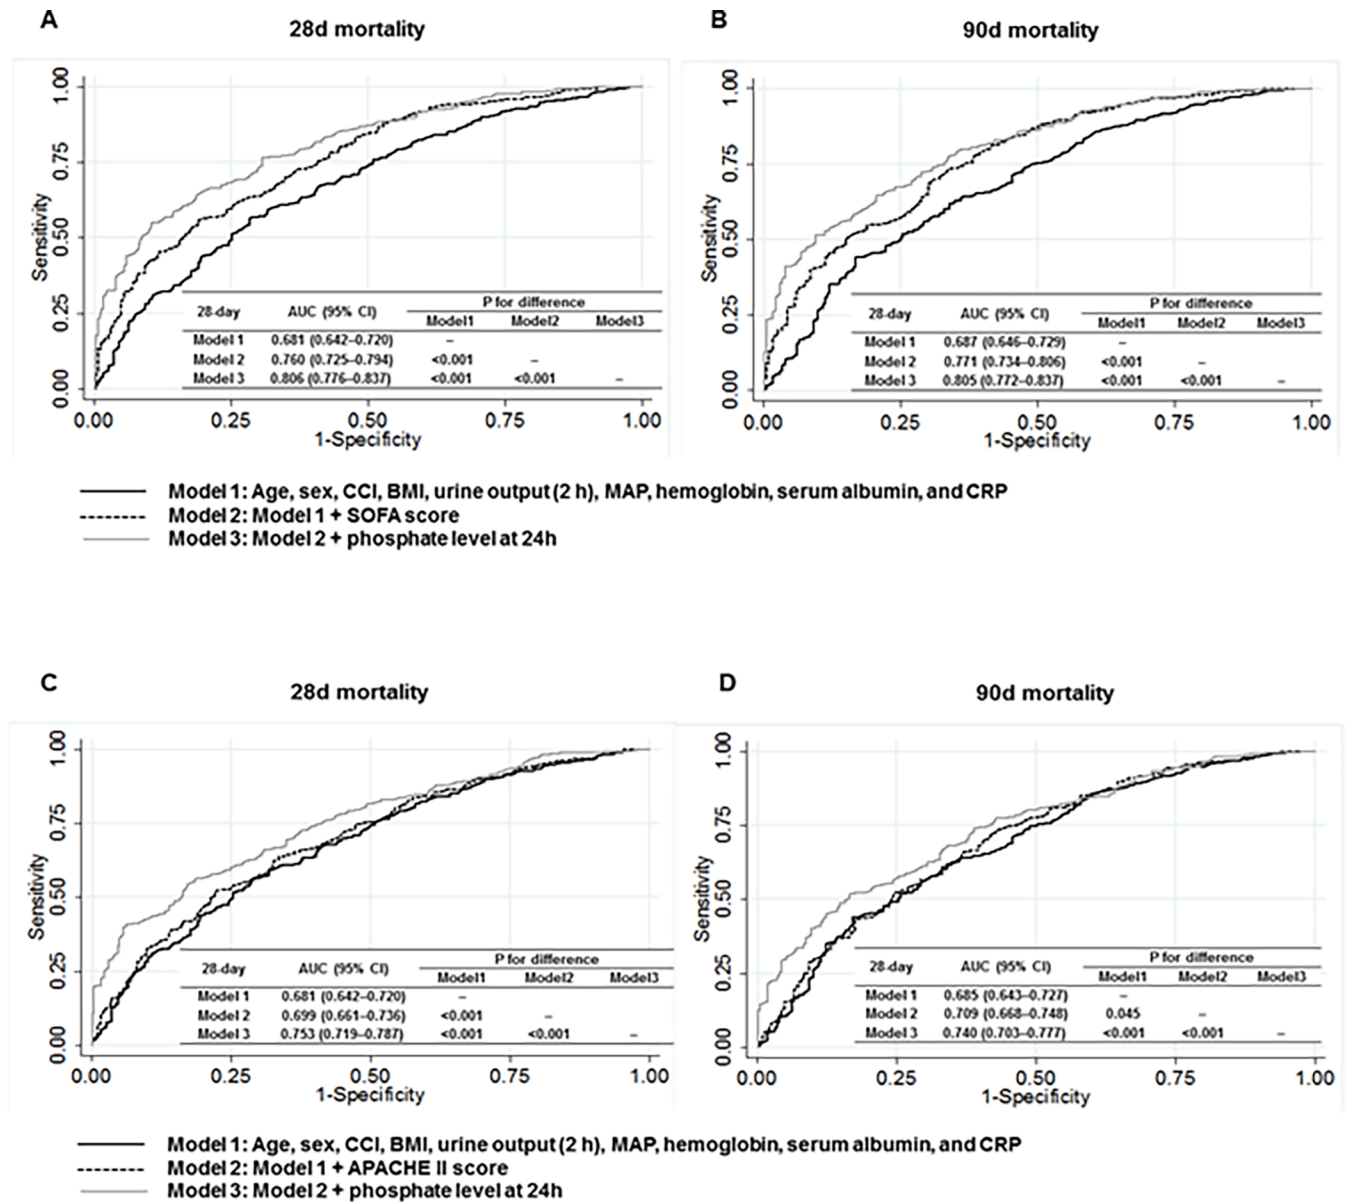 A
28d mortality
B
90d mortality
Sensitivity
0.00 0.25 0.50 0.75 1.00
28-day AUC (95% CI) P for difference
Model1 Model2 Model3
Model 1 0.681 (0.642–0.720) –
Model 2 0.760 (0.725–0.794) <0.001 –
Model 3 0.806 (0.776–0.837) <0.001 <0.001 –
0.00 0.25 0.50 0.75 1.00
1-Specificity
Sensitivity
0.00 0.25 0.50 0.75 1.00
28-day AUC (95% CI) P for difference
Model1 Model2 Model3
Model 1 0.687 (0.646–0.729) –
Model 2 0.771 (0.734–0.806) <0.001 –
Model 3 0.805 (0.772–0.837) <0.001 <0.001 –
0.00 0.25 0.50 0.75 1.00
1-Specificity
Model 1: Age, sex, CCI, BMI, urine output (2 h), MAP, hemoglobin, serum albumin, and CRP
Model 2: Model 1 + SOFA score
Model 3: Model 2 + phosphate level at 24h
C
28d mortality
D
90d mortality
Sensitivity
0.00 0.25 0.50 0.75 1.00
28-day AUC (95% CI) P for difference
Model1 Model2 Model3
Model 1 0.681 (0.642–0.720) –
Model 2 0.699 (0.661–0.736) <0.001 –
Model 3 0.753 (0.719–0.787) <0.001 <0.001 –
0.00 0.25 0.50 0.75 1.00
1-Specificity
Sensitivity
0.00 0.25 0.50 0.75 1.00
28-day AUC (95% CI) P for difference
Model1 Model2 Model3
Model 1 0.685 (0.643–0.727) –
Model 2 0.709 (0.668–0.748) 0.045 –
Model 3 0.740 (0.703–0.777) <0.001 <0.001 –
0.00 0.25 0.50 0.75 1.00
1-Specificity
Model 1: Age, sex, CCI, BMI, urine output (2 h), MAP, hemoglobin, serum albumin, and CRP
Model 2: Model 1 + APACHE II score
Model 3: Model 2 + phosphate level at 24h